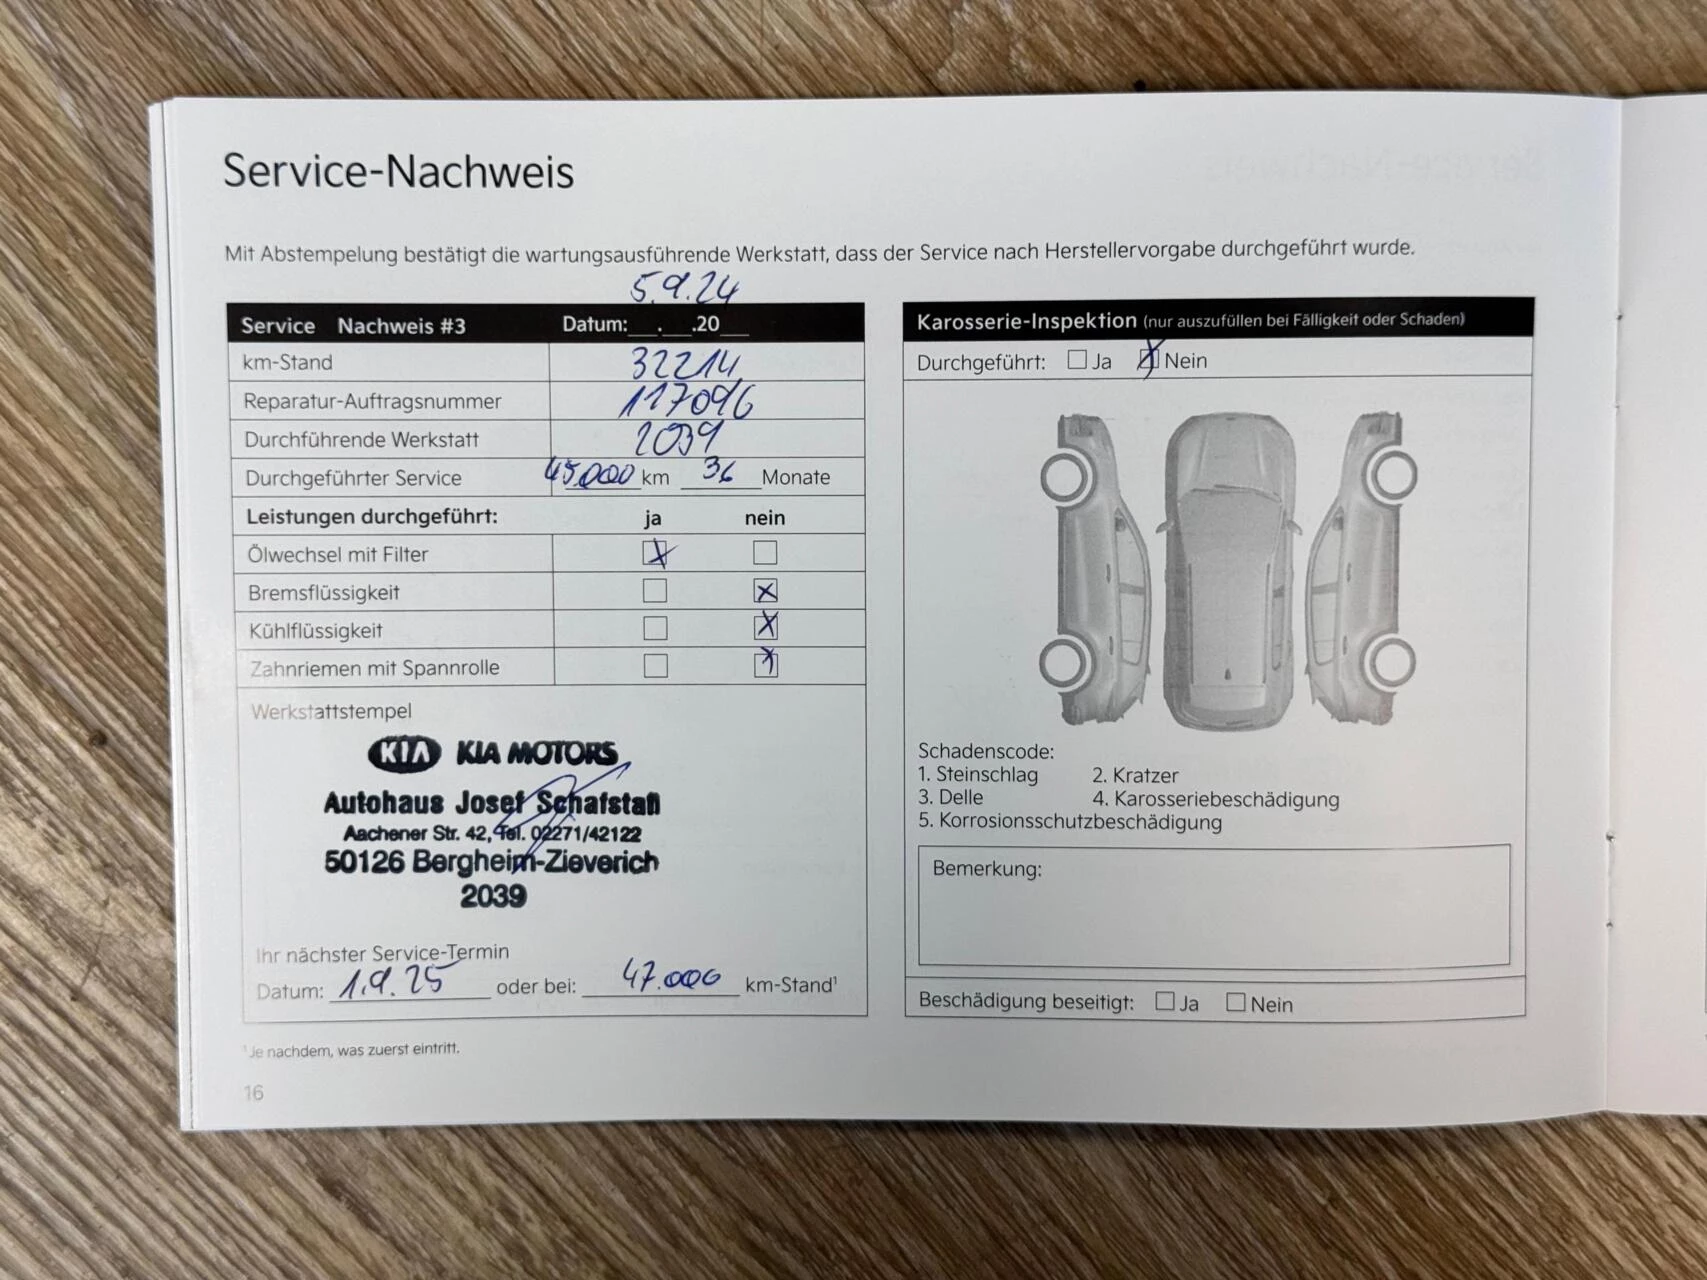 Service-Nachweis
Mit Abstempelung bestätigt die wartungsausführende Werkstatt, dass der Service nach Herstellervorgabe durchgeführt wurde.
5.9.24
Service Nachweis #3 Datum:__.__.20__
km-Stand 32214
Reparatur-Auftragsnummer 117096
Durchführende Werkstatt 2039
Durchgeführter Service 45.000 km 36 Monate
Leistungen durchgeführt: ja nein
Ölwechsel mit Filter
Bremsflüssigkeit
Kühlflüssigkeit
Zahnriemen mit Spannrolle
Werkstattstempel
KIA KIA MOTORS
Autohaus Josef Schafstall
Aachener Str. 42, Tel. 02271/42122
50126 Bergheim-Zieverich
2039
Ihr nächster Service-Termin
Datum: 1.9.25 oder bei: 47.000 km-Stand¹
¹Je nachdem, was zuerst eintritt.
16
Karosserie-Inspektion (nur auszufüllen bei Fälligkeit oder Schaden)
Durchgeführt: Ja Nein
Schadenscode:
1. Steinschlag 2. Kratzer
3. Delle 4. Karosseriebeschädigung
5. Korrosionsschutzbeschädigung
Bemerkung:
Beschädigung beseitigt: Ja Nein